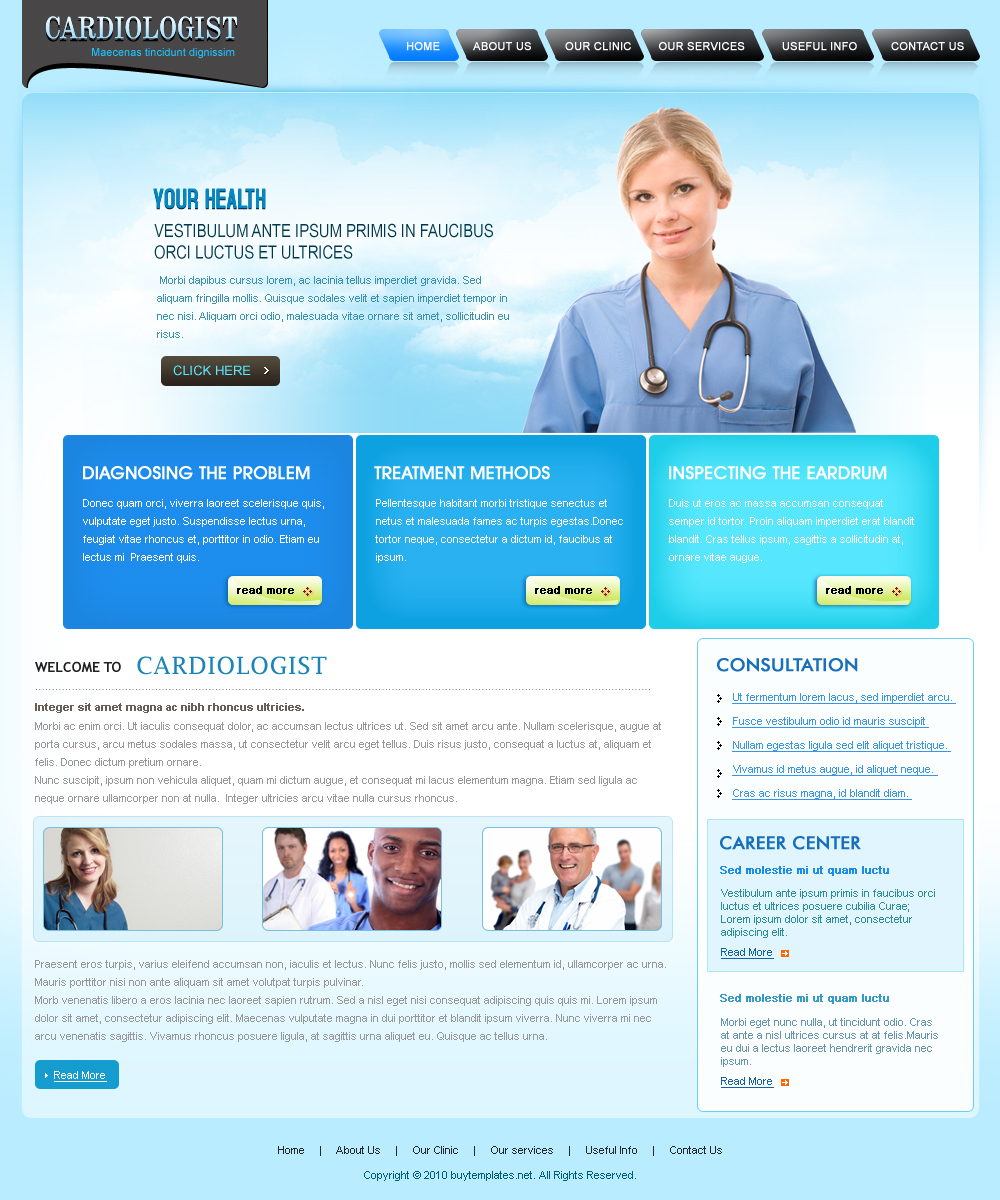 CARDIOLOGIST
Maecenas tincidunt dignissim
HOME
ABOUT US
OUR CLINIC
OUR SERVICES
USEFUL INFO
CONTACT US
YOUR HEALTH
VESTIBULUM ANTE IPSUM PRIMIS IN FAUCIBUS
ORCI LUCTUS ET ULTRICES
Morbi dapibus cursus lorem, ac lacinia tellus imperdiet gravida. Sed
aliquam fringilla mollis. Quisque sodales velit et sapien imperdiet tempor in
nec nisi. Aliquam orci odio, malesuada vitae ornare sit amet, sollicitudin eu
risus.
CLICK HERE
DIAGNOSING THE PROBLEM
Donec quam orci, viverra laoreet scelerisque quis,
vulputate eget justo. Suspendisse lectus urna,
feugiat vitae rhoncus et, porttitor in odio. Etiam eu
lectus mi  Praesent quis.
read more
TREATMENT METHODS
Pellentesque habitant morbi tristique senectus et
netus et malesuada fames ac turpis egestas.Donec
tortor neque, consectetur a dictum id, faucibus at
ipsum.
read more
INSPECTING THE EARDRUM
Duis ut eros ac massa accumsan consequat
semper id tortor. Proin aliquam imperdiet erat blandit
blandit. Cras tellus ipsum, sagittis a sollicitudin at,
ornare vitae augue.
read more
WELCOME TO CARDIOLOGIST
Integer sit amet magna ac nibh rhoncus ultricies.
Morbi ac enim orci. Ut iaculis consequat dolor, ac accumsan lectus ultrices ut. Sed sit amet arcu ante. Nullam scelerisque, augue at
porta cursus, arcu metus sodales massa, ut consectetur velit arcu eget tellus. Duis risus justo, consequat a luctus at, aliquam et
felis. Donec dictum pretium ornare.
Nunc suscipit, ipsum non vehicula aliquet, quam mi dictum augue, et consequat mi lacus elementum magna. Etiam sed ligula ac
neque ornare ullamcorper non at nulla.  Integer ultricies arcu vitae nulla cursus rhoncus.
Praesent eros turpis, varius eleifend accumsan non, iaculis et lectus. Nunc felis justo, mollis sed elementum id, ullamcorper ac urna.
Mauris porttitor nisi non ante aliquam sit amet volutpat turpis pulvinar.
Morb venenatis libero a eros lacinia nec laoreet sapien rutrum. Sed a nisl eget nisi consequat adipiscing quis quis mi. Lorem ipsum
dolor sit amet, consectetur adipiscing elit. Maecenas vulputate magna in dui porttitor et blandit ipsum viverra. Nunc viverra mi nec
arcu venenatis sagittis. Vivamus rhoncus posuere ligula, at sagittis urna aliquet eu. Quisque ac tellus urna.
Read More
CONSULTATION
Ut fermentum lorem lacus, sed imperdiet arcu.
Fusce vestibulum odio id mauris suscipit
Nullam egestas ligula sed elit aliquet tristique.
Vivamus id metus augue, id aliquet neque.
Cras ac risus magna, id blandit diam.
CAREER CENTER
Sed molestie mi ut quam luctu
Vestibulum ante ipsum primis in faucibus orci
luctus et ultrices posuere cubilia Curae;
Lorem ipsum dolor sit amet, consectetur
adipiscing elit.
Read More
Sed molestie mi ut quam luctu
Morbi eget nunc nulla, ut tincidunt odio. Cras
at ante a nisl ultrices cursus at at felis.Mauris
eu dui a lectus laoreet hendrerit gravida nec
ipsum.
Read More
Home | About Us | Our Clinic | Our services | Useful Info | Contact Us
Copyright © 2010 buytemplates.net. All Rights Reserved.